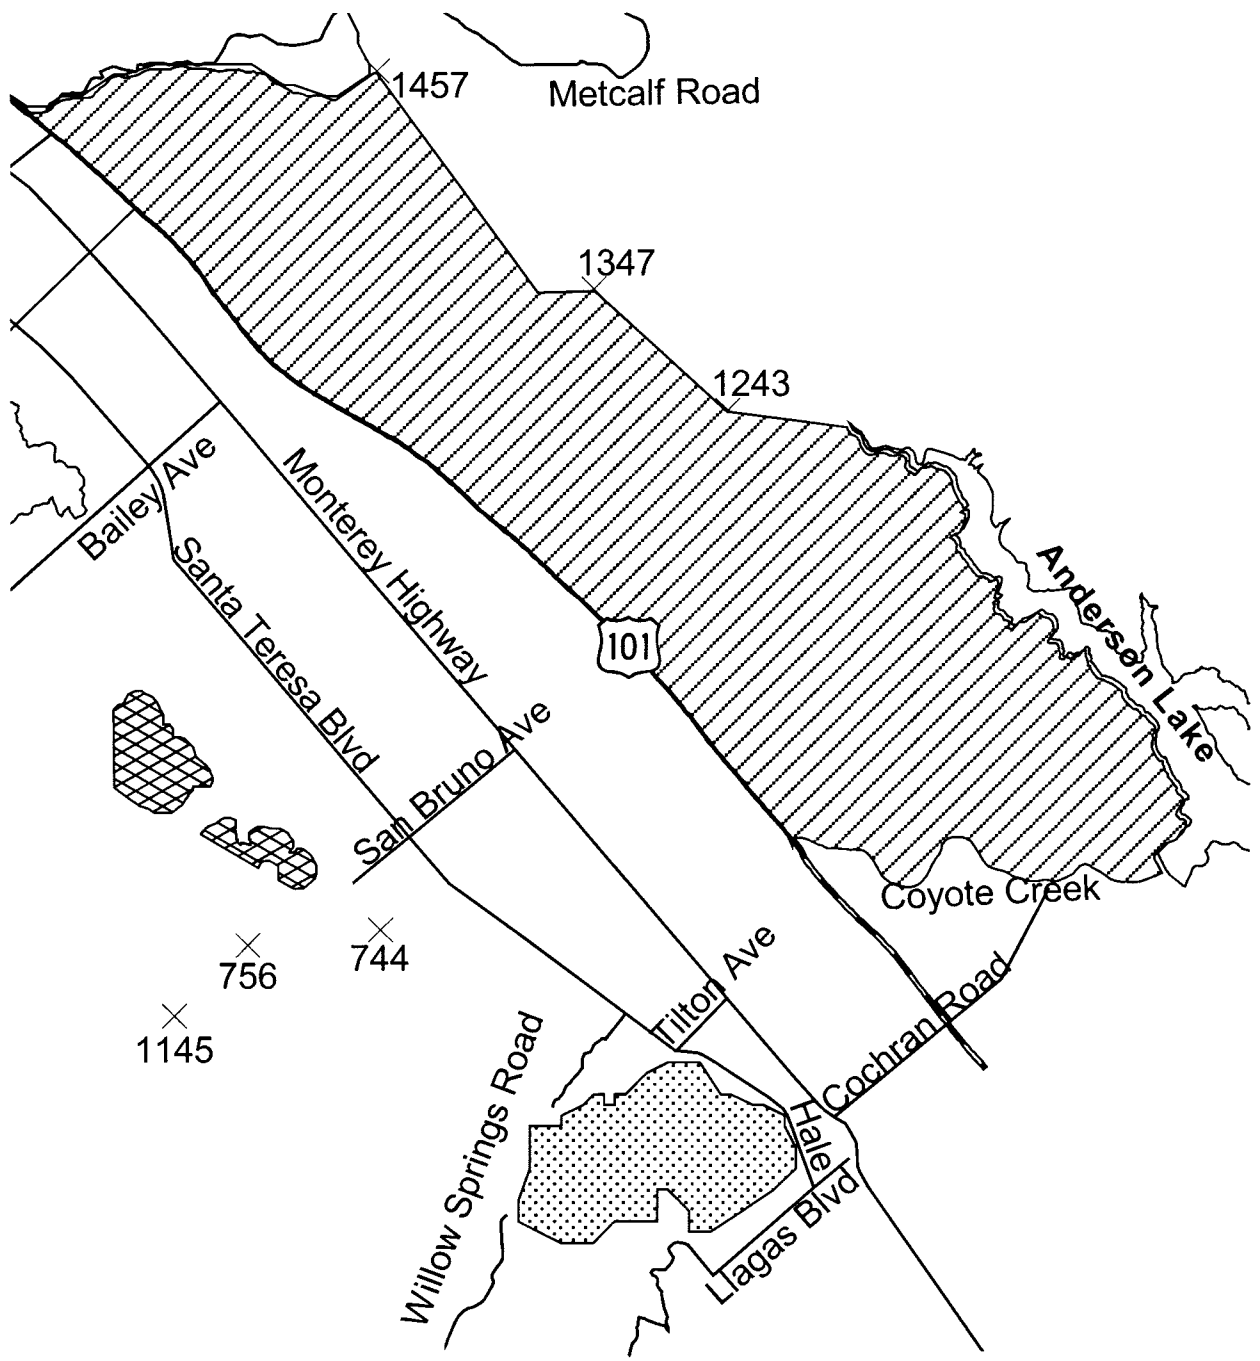 1457
Metcalf Road
1347
1243
Bailey Ave
Monterey Highway
Santa Teresa Blvd
Anderson Lake
101
San Bruno Ave
Coyote Creek
744
756
1145
Tilton Ave
Cochran Road
Willow Springs Road
Hale
Llagas Blvd